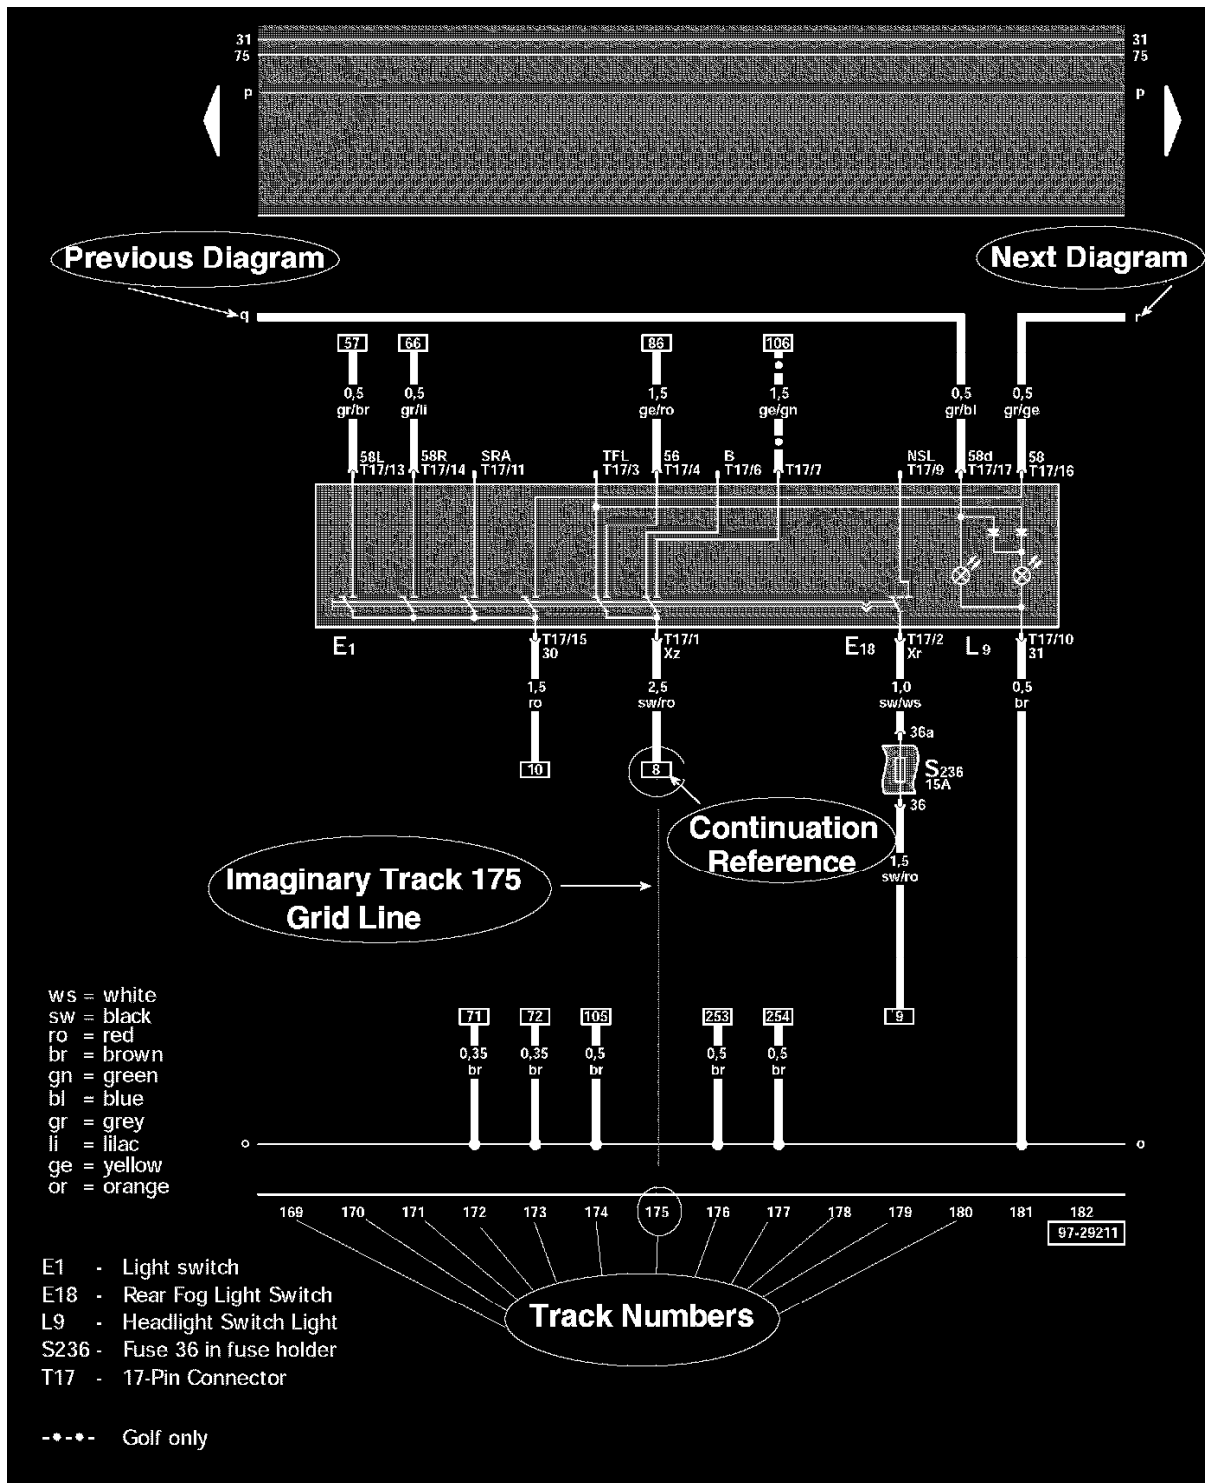 31 31
75 75
p p
Previous Diagram Next Diagram
q r
57 66 86 106
0,5 0,5 1,5 1,5 0,5 0,5
gr/br gr/li ge/ro ge/gn gr/bl gr/ge
58L 58R SRA TFL 56 B NSL 58d 58
T17/13 T17/14 T17/11 T17/3 T17/4 T17/6 T17/7 T17/9 T17/17 T17/16
E1 T17/15 T17/1 E18 T17/2 L9 T17/10
30 Xz Xr 31
1,5 2,5 1,0 0,5
ro sw/ro sw/ws br
36a
10 8 S236
15A
36
Continuation
Reference
1,5
sw/ro
Imaginary Track 175
Grid Line
ws = white
sw = black
ro = red
br = brown
gn = green
bl = blue
gr = grey
li = lilac
ge = yellow
or = orange
71 72 105 253 254 9
0,35 0,35 0,5 0,5 0,5
br br br br br
o o
169 170 171 172 173 174 175 176 177 178 179 180 181 182
97-29211
Track Numbers
E1 - Light switch
E18 - Rear Fog Light Switch
L9 - Headlight Switch Light
S236 - Fuse 36 in fuse holder
T17 - 17-Pin Connector
Golf only